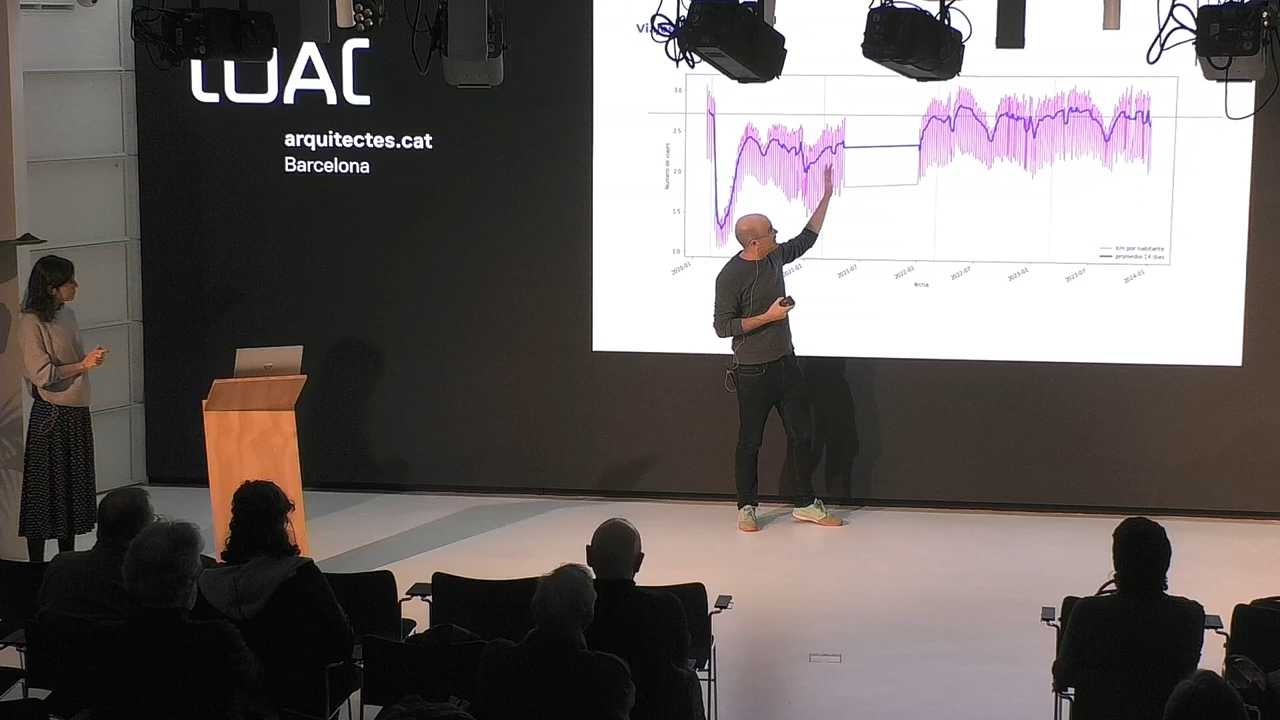 COAC
arquitectes.cat
Barcelona
Via
30
25
20
15
10
Numero de viajes
2020-01
2021-01
2021-07
2022-01
2022-07
2023-01
2023-07
2024-01
fecha
km por habitante
promedio 14 dias